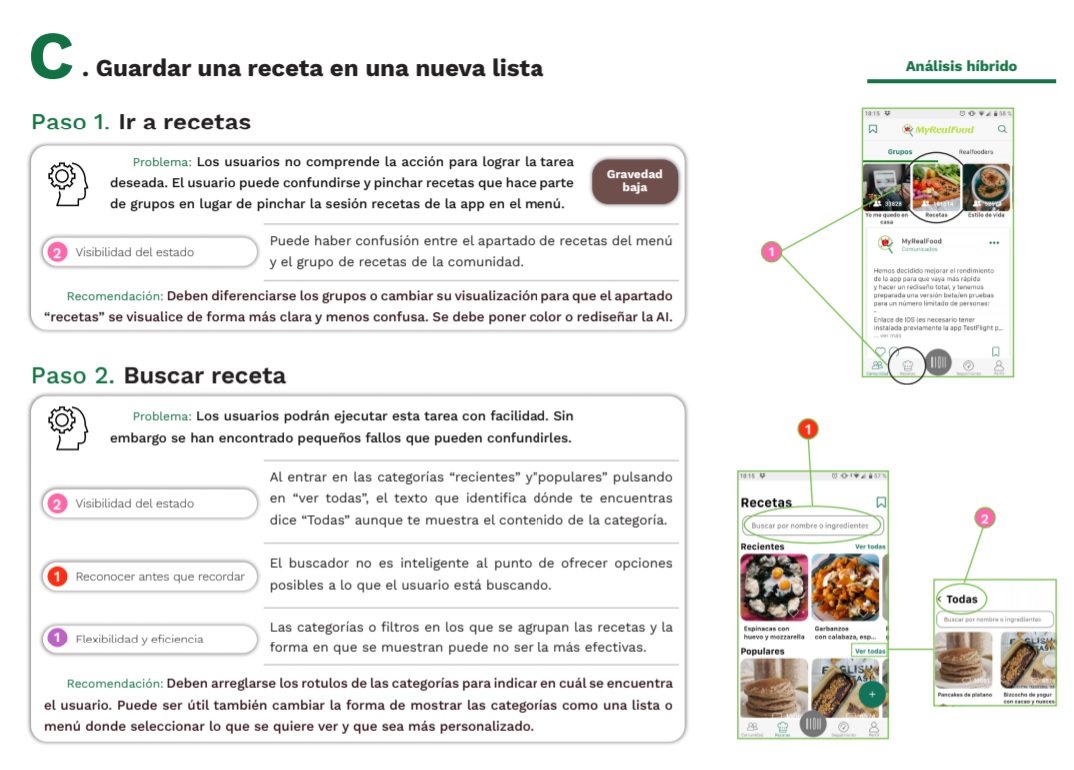 C. Guardar una receta en una nueva lista
Análisis híbrido
Paso 1. Ir a recetas
Problema: Los usuarios no comprende la acción para lograr la tarea
deseada. El usuario puede confundirse y pinchar recetas que hace parte
de grupos en lugar de pinchar la sesión recetas de la app en el menú.
Gravedad
baja
2 Visibilidad del estado
Puede haber confusión entre el apartado de recetas del menú
y el grupo de recetas de la comunidad.
Recomendación: Deben diferenciarse los grupos o cambiar su visualización para que el apartado
“recetas” se visualice de forma más clara y menos confusa. Se debe poner color o rediseñar la AI.
1
18:15
58 %
MyRealFood
Grupos
Realfooders
33828
Yo me quedo en
casa
Recetas
Estilo de vida
MyRealFood
Comunicados
Hemos decidido mejorar el rendimiento
de la app para que vaya más rápida
y hacer un rediseño total, y tenemos
preparada una versión beta/en pruebas
para un número limitado de personas:
-
Enlace de IOS (es necesario tener
instalada previamente la app TestFlight p...
... ver más
Comunidad
Recetas
Seguimiento
Perfil
Paso 2. Buscar receta
Problema: Los usuarios podrán ejecutar esta tarea con facilidad. Sin
embargo se han encontrado pequeños fallos que pueden confundirles.
2 Visibilidad del estado
Al entrar en las categorías “recientes” y”populares” pulsando
en “ver todas”, el texto que identifica dónde te encuentras
dice “Todas” aunque te muestra el contenido de la categoría.
1 Reconocer antes que recordar
El buscador no es inteligente al punto de ofrecer opciones
posibles a lo que el usuario está buscando.
1 Flexibilidad y eficiencia
Las categorías o filtros en los que se agrupan las recetas y la
forma en que se muestran puede no ser la más efectivas.
Recomendación: Deben arreglarse los rotulos de las categorías para indicar en cuál se encuentra
el usuario. Puede ser útil también cambiar la forma de mostrar las categorías como una lista o
menú donde seleccionar lo que se quiere ver y que sea más personalizado.
1
18:15
57 %
Recetas
Buscar por nombre o ingredientes
Recientes
Ver todas
Espinacas con
huevo y mozzarella
Garbanzos
con calabaza, esp...
Populares
Ver todas
Comunidad
Recetas
Seguimiento
Perfil
2
Todas
Buscar por nombre o ingredientes
Pancakes de platano
Bizcocho de yogur
con cacao y nueces